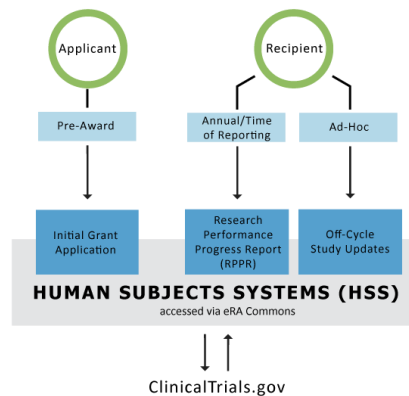 Applicant
Recipient
Pre-Award
Annual/Time
of Reporting
Ad-Hoc
Initial Grant
Application
Research
Performance
Progress Report
(RPPR)
Off-Cycle
Study Updates
HUMAN SUBJECTS SYSTEMS (HSS)
accessed via eRA Commons
ClinicalTrials.gov